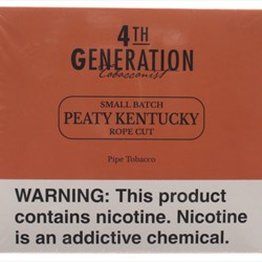 4TH
GENERATION
Tobacconist
SMALL BATCH
PEATY KENTUCKY
ROPE CUT
Pipe Tobacco
WARNING: This product
contains nicotine. Nicotine
is an addictive chemical.